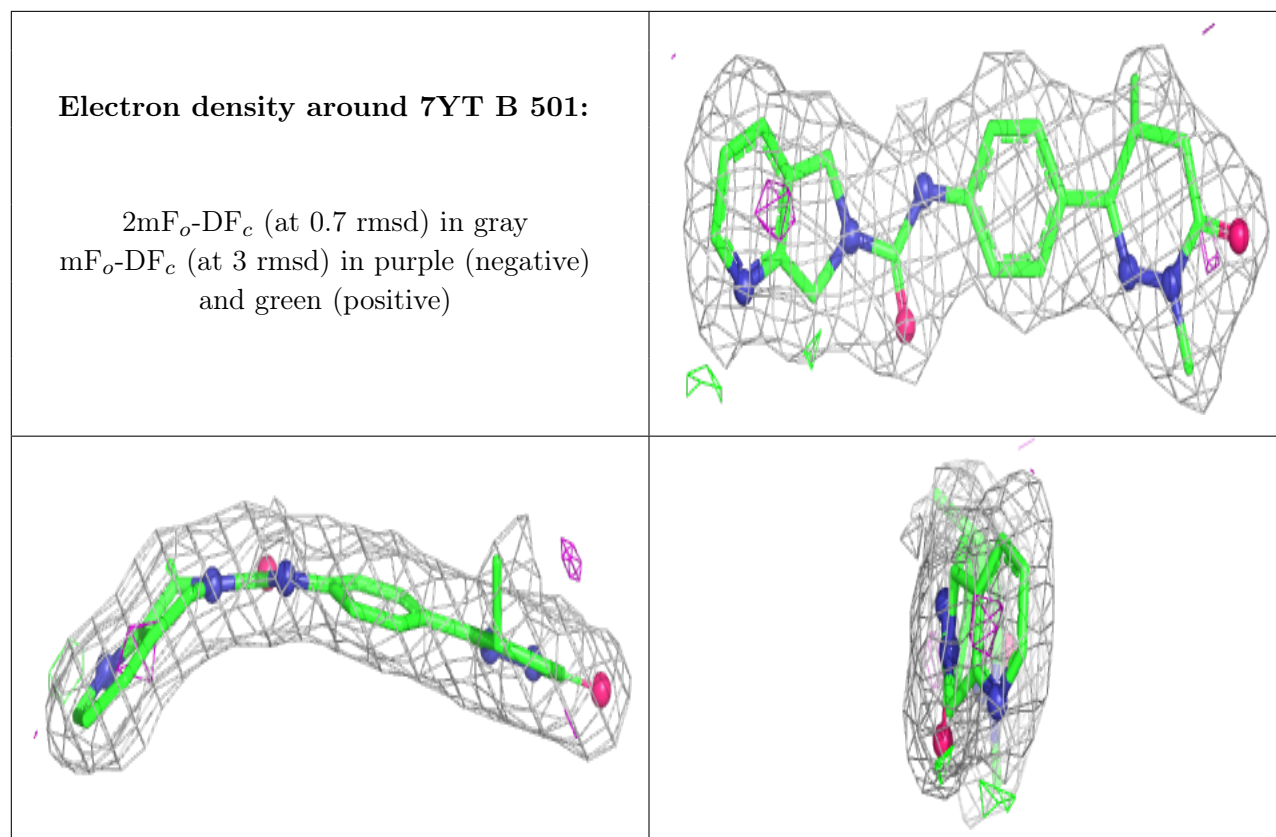 Electron density around 7YT B 501:
2mFo-DFc (at 0.7 rmsd) in gray
mFo-DFc (at 3 rmsd) in purple (negative)
and green (positive)